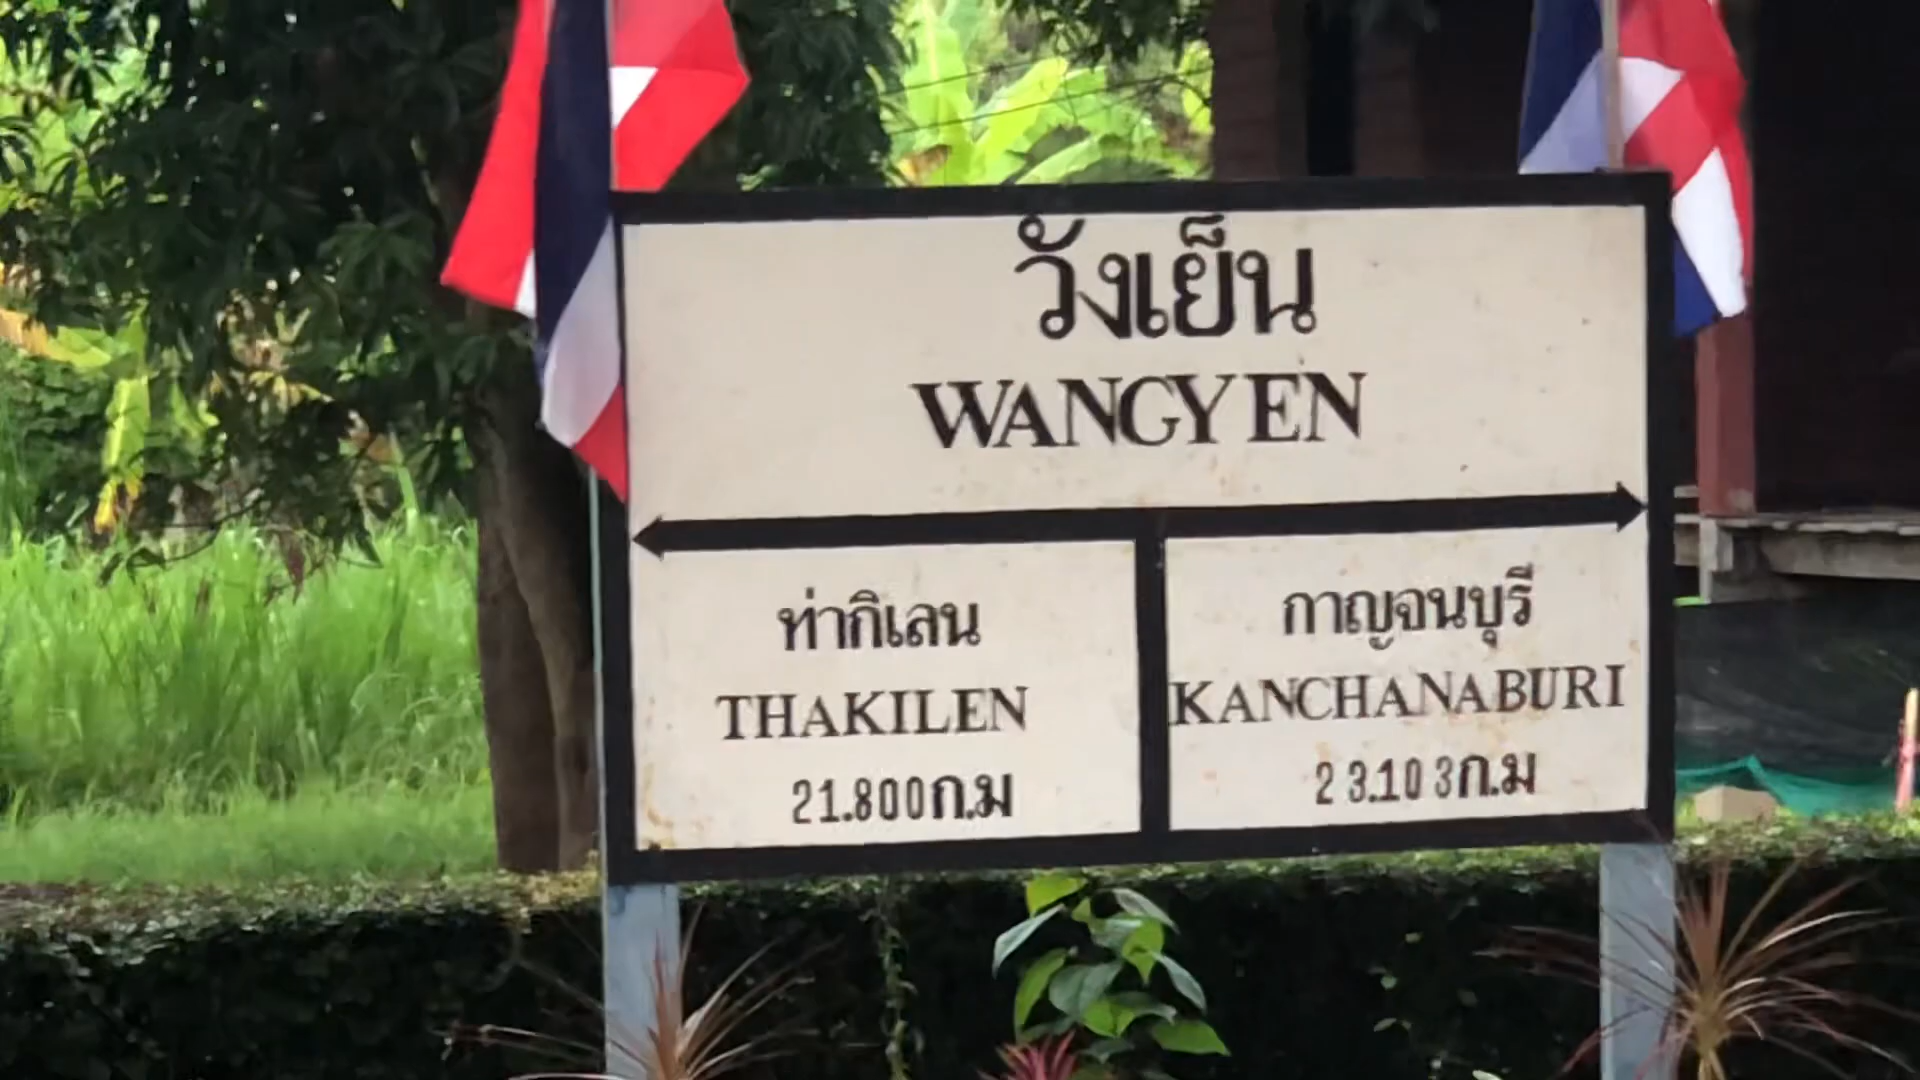 วังเย็น
WANGYEN
ท่ากิเลน
THAKILEN
21.800ก.ม
กาญจนบุรี
KANCHANABURI
23.103ก.ม